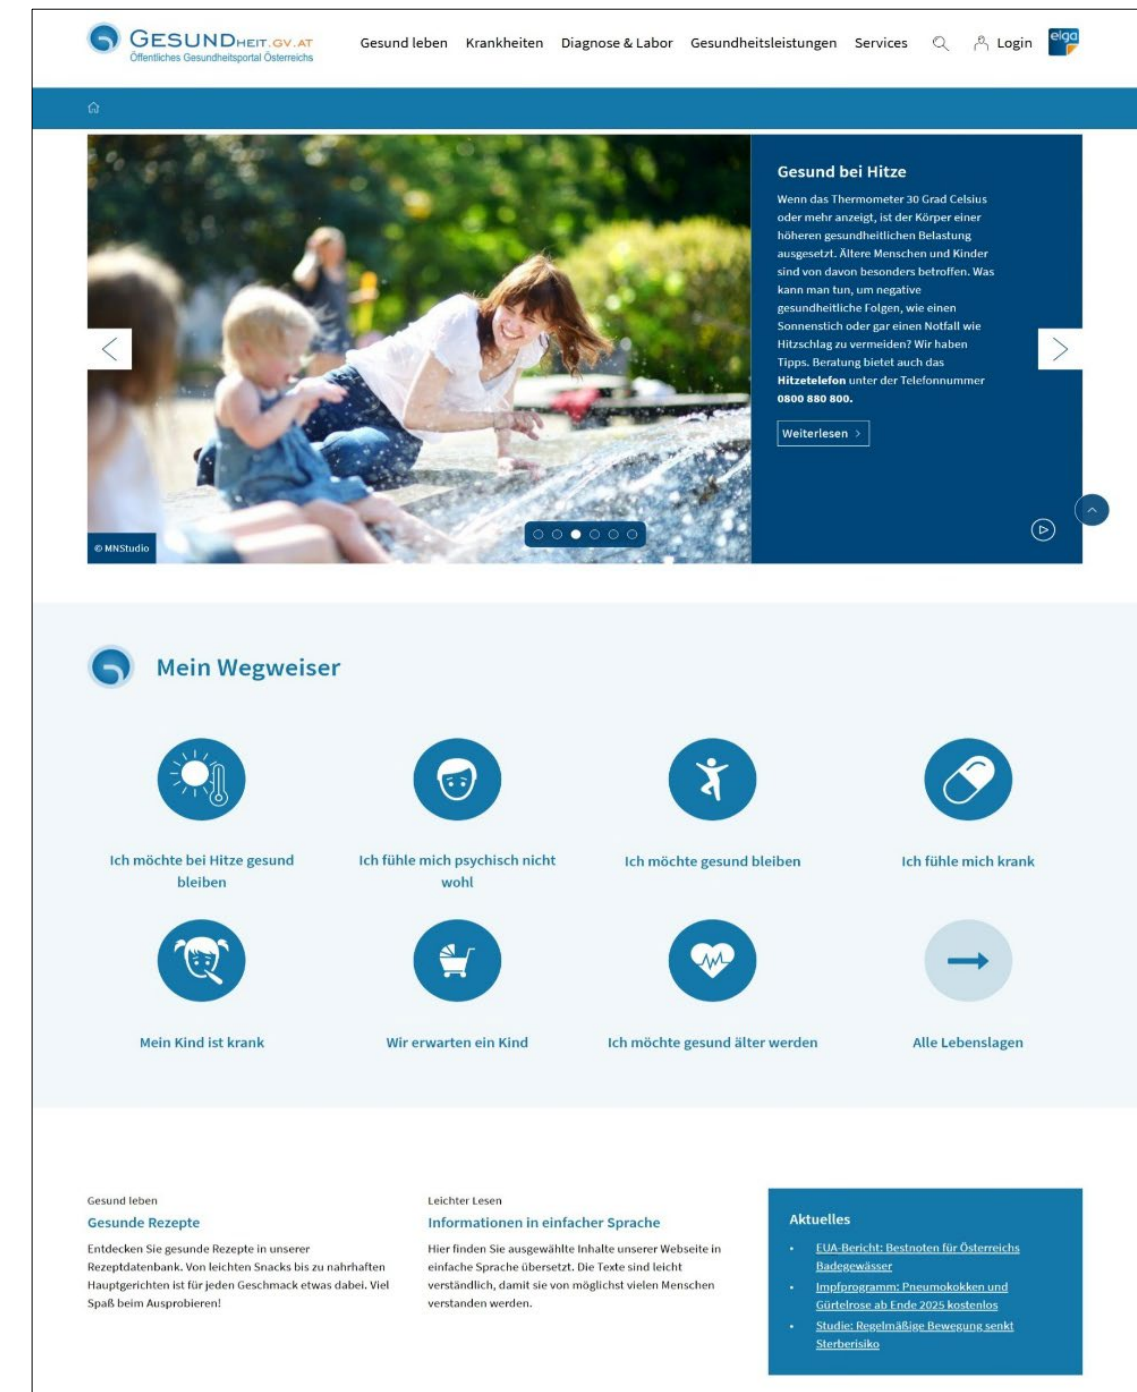 GESUNDHEIT.GV.AT
Öffentliches Gesundheitsportal Österreichs
Gesund leben Krankheiten Diagnose & Labor Gesundheitsleistungen Services Login elga
Gesund bei Hitze
Wenn das Thermometer 30 Grad Celsius
oder mehr anzeigt, ist der Körper einer
höheren gesundheitlichen Belastung
ausgesetzt. Ältere Menschen und Kinder
sind von davon besonders betroffen. Was
kann man tun, um negative
gesundheitliche Folgen, wie einen
Sonnenstich oder gar einen Notfall wie
Hitzschlag zu vermeiden? Wir haben
Tipps. Beratung bietet auch das
Hitzetelefon unter der Telefonnummer
0800 880 800.
Weiterlesen
© MNStudio
Mein Wegweiser
Ich möchte bei Hitze gesund
bleiben
Ich fühle mich psychisch nicht
wohl
Ich möchte gesund bleiben
Ich fühle mich krank
Mein Kind ist krank
Wir erwarten ein Kind
Ich möchte gesund älter werden
Alle Lebenslagen
Gesund leben
Gesunde Rezepte
Entdecken Sie gesunde Rezepte in unserer
Rezeptdatenbank. Von leichten Snacks bis zu nahrhaften
Hauptgerichten ist für jeden Geschmack etwas dabei. Viel
Spaß beim Ausprobieren!
Leichter Lesen
Informationen in einfacher Sprache
Hier finden Sie ausgewählte Inhalte unserer Webseite in
einfache Sprache übersetzt. Die Texte sind leicht
verständlich, damit sie von möglichst vielen Menschen
verstanden werden.
Aktuelles
• EUA-Bericht: Bestnoten für Österreichs
Badegewässer
• Impfprogramm: Pneumokokken und
Gürtelrose ab Ende 2025 kostenlos
• Studie: Regelmäßige Bewegung senkt
Sterberisiko